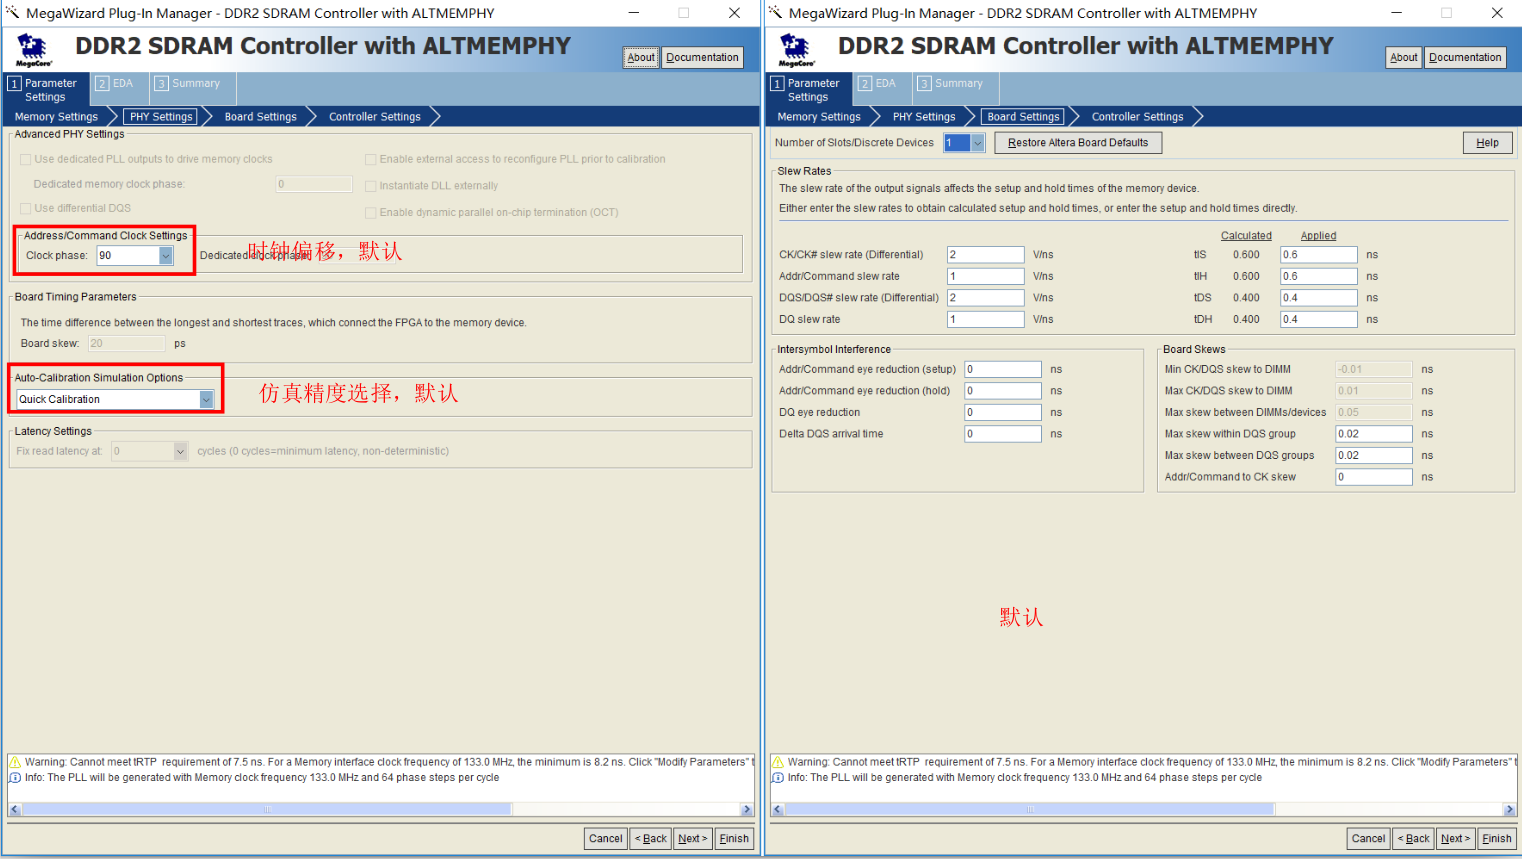 MegaWizard Plug-In Manager - DDR2 SDRAM Controller with ALTMEMPHY
DDR2 SDRAM Controller with ALTMEMPHY
MegaCore®
About
Documentation
1 Parameter Settings
2 EDA
3 Summary
Memory Settings
PHY Settings
Board Settings
Controller Settings
Advanced PHY Settings
Use dedicated PLL outputs to drive memory clocks
Enable external access to reconfigure PLL prior to calibration
Dedicated memory clock phase: 0
Instantiate DLL externally
Use differential DQS
Enable dynamic parallel on-chip termination (OCT)
Address/Command Clock Settings
Clock phase: 90
Dedicated clock phase:
时钟偏移，默认
Board Timing Parameters
The time difference between the longest and shortest traces, which connect the FPGA to the memory device.
Board skew: 20 ps
Auto-Calibration Simulation Options
Quick Calibration
仿真精度选择，默认
Latency Settings
Fix read latency at: 0 cycles (0 cycles=minimum latency, non-deterministic)
Warning: Cannot meet tRTP requirement of 7.5 ns. For a Memory interface clock frequency of 133.0 MHz, the minimum is 8.2 ns. Click "Modify Parameters" t
Info: The PLL will be generated with Memory clock frequency 133.0 MHz and 64 phase steps per cycle
Cancel
< Back
Next >
Finish
MegaWizard Plug-In Manager - DDR2 SDRAM Controller with ALTMEMPHY
DDR2 SDRAM Controller with ALTMEMPHY
MegaCore®
About
Documentation
1 Parameter Settings
2 EDA
3 Summary
Memory Settings
PHY Settings
Board Settings
Controller Settings
Number of Slots/Discrete Devices 1
Restore Altera Board Defaults
Help
Slew Rates
The slew rate of the output signals affects the setup and hold times of the memory device.
Either enter the slew rates to obtain calculated setup and hold times, or enter the setup and hold times directly.
Calculated Applied
CK/CK# slew rate (Differential) 2 V/ns tIS 0.600 0.6 ns
Addr/Command slew rate 1 V/ns tIH 0.600 0.6 ns
DQS/DQS# slew rate (Differential) 2 V/ns tDS 0.400 0.4 ns
DQ slew rate 1 V/ns tDH 0.400 0.4 ns
Intersymbol Interference
Addr/Command eye reduction (setup) 0 ns
Addr/Command eye reduction (hold) 0 ns
DQ eye reduction 0 ns
Delta DQS arrival time 0 ns
Board Skews
Min CK/DQS skew to DIMM -0.01 ns
Max CK/DQS skew to DIMM 0.01 ns
Max skew between DIMMs/devices 0.05 ns
Max skew within DQS group 0.02 ns
Max skew between DQS groups 0.02 ns
Addr/Command to CK skew 0 ns
默认
Warning: Cannot meet tRTP requirement of 7.5 ns. For a Memory interface clock frequency of 133.0 MHz, the minimum is 8.2 ns. Click "Modify Parameters" t
Info: The PLL will be generated with Memory clock frequency 133.0 MHz and 64 phase steps per cycle
Cancel
< Back
Next >
Finish